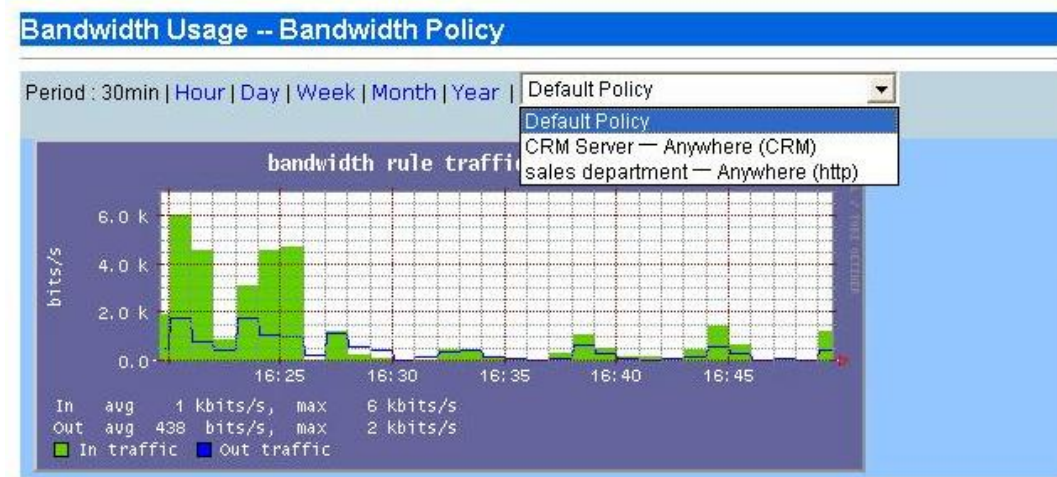 Bandwidth Usage -- Bandwidth Policy
Period : 30min | Hour | Day | Week | Month | Year | Default Policy
Default Policy
CRM Server — Anywhere (CRM)
sales department — Anywhere (http)
bandwidth rule traffic
bits/s
6.0 k
4.0 k
2.0 k
0.0
16:25 16:30 16:35 16:40 16:45
In avg 1 kbits/s, max 6 kbits/s
Out avg 438 bits/s, max 2 kbits/s
In traffic Out traffic